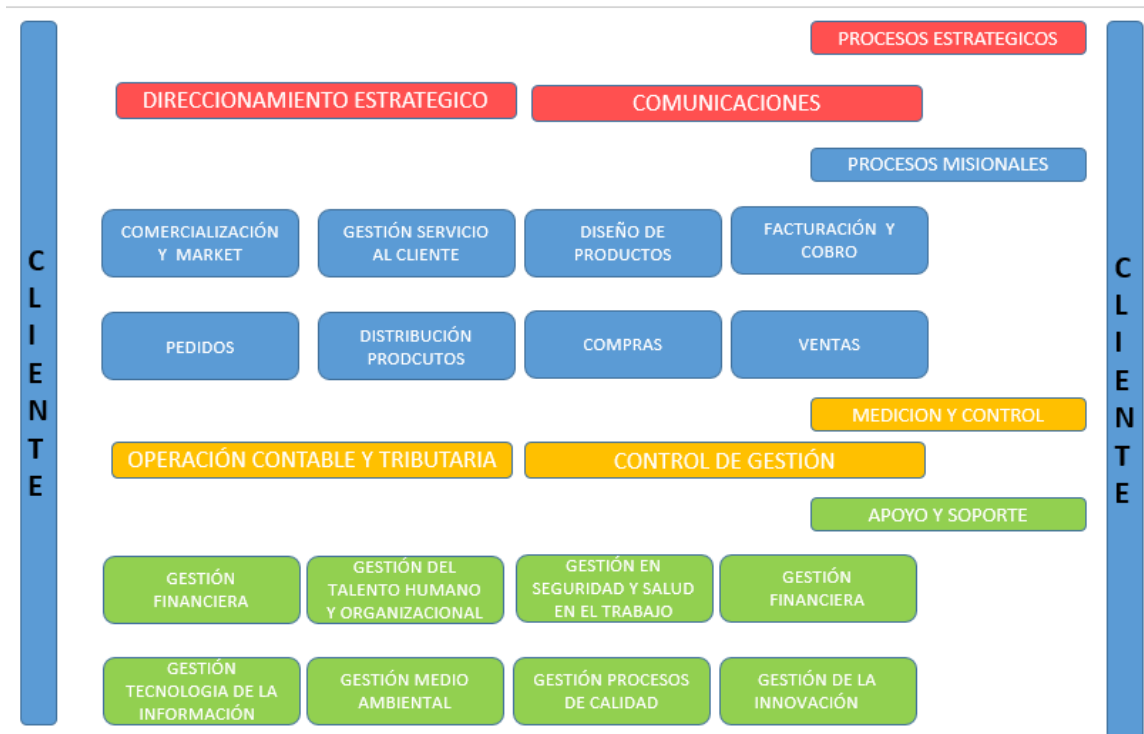 PROCESOS ESTRATEGICOS
DIRECCIONAMIENTO ESTRATEGICO
COMUNICACIONES
PROCESOS MISIONALES
COMERCIALIZACIÓN
Y MARKET
GESTIÓN SERVICIO
AL CLIENTE
DISEÑO DE
PRODUCTOS
FACTURACIÓN Y
COBRO
PEDIDOS
DISTRIBUCIÓN
PRODCUTOS
COMPRAS
VENTAS
MEDICION Y CONTROL
OPERACIÓN CONTABLE Y TRIBUTARIA
CONTROL DE GESTIÓN
APOYO Y SOPORTE
GESTIÓN
FINANCIERA
GESTIÓN DEL
TALENTO HUMANO
Y ORGANIZACIONAL
GESTIÓN EN
SEGURIDAD Y SALUD
EN EL TRABAJO
GESTIÓN
FINANCIERA
GESTIÓN
TECNOLOGIA DE LA
INFORMACIÓN
GESTIÓN MEDIO
AMBIENTAL
GESTIÓN PROCESOS
DE CALIDAD
GESTIÓN DE LA
INNOVACIÓN
CLIENTE
CLIENTE